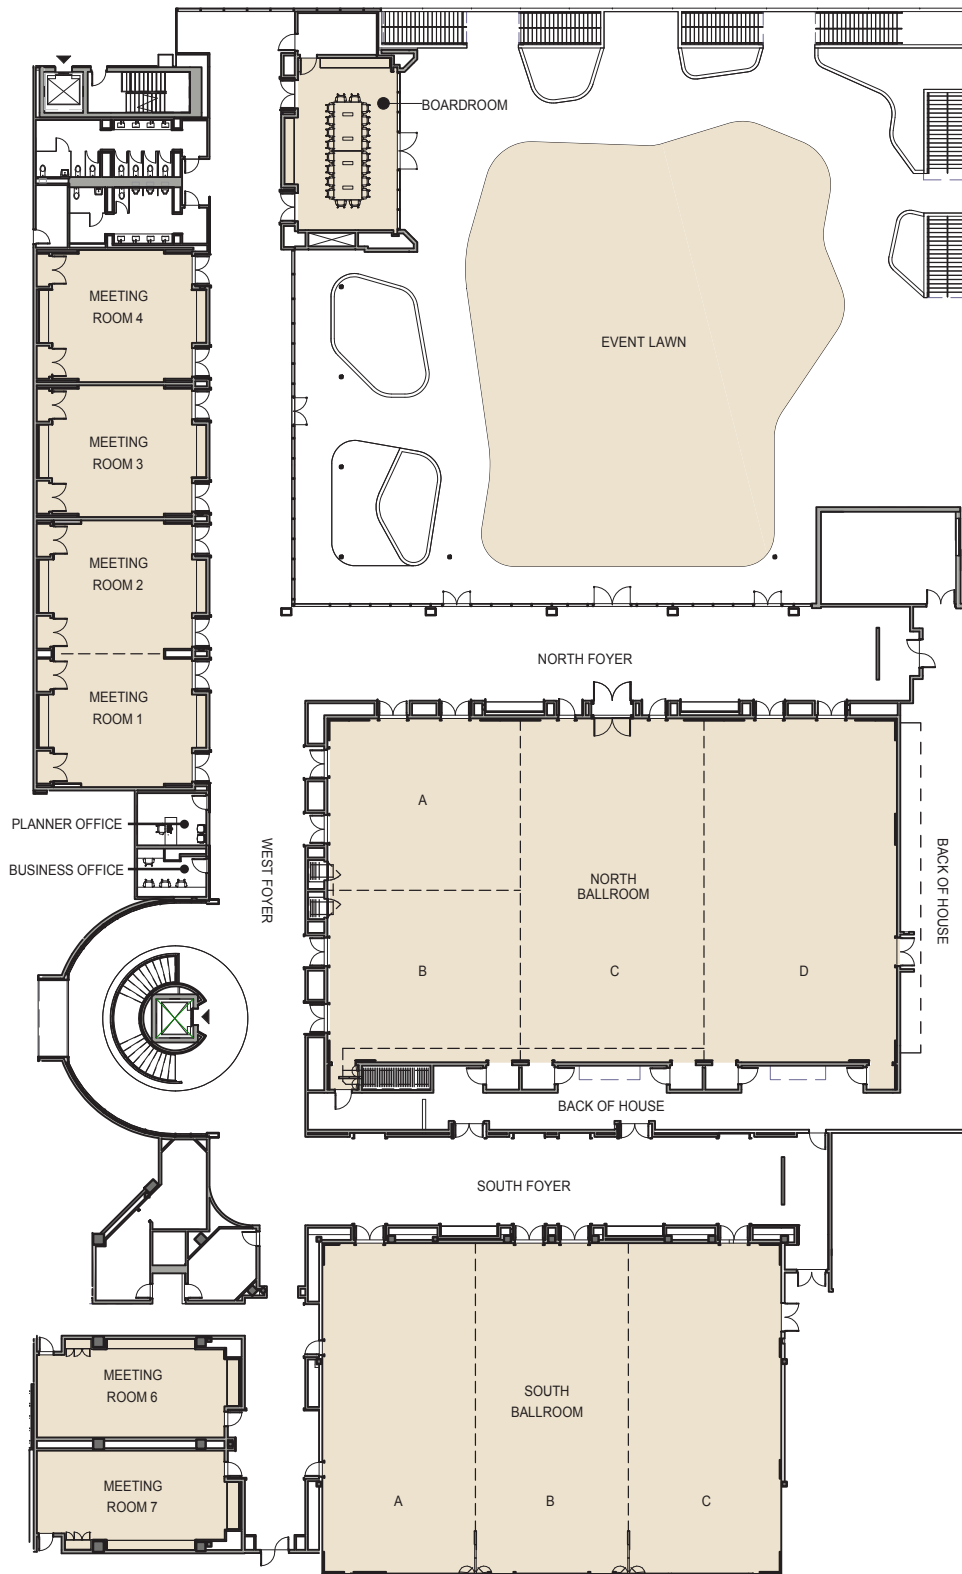 BOARDROOM
MEETING
ROOM 4
EVENT LAWN
MEETING
ROOM 3
MEETING
ROOM 2
NORTH FOYER
MEETING
ROOM 1
A
PLANNER OFFICE
BUSINESS OFFICE
WEST FOYER
NORTH
BALLROOM
BACK OF HOUSE
B
C
D
BACK OF HOUSE
SOUTH FOYER
MEETING
ROOM 6
SOUTH
BALLROOM
MEETING
ROOM 7
A
B
C